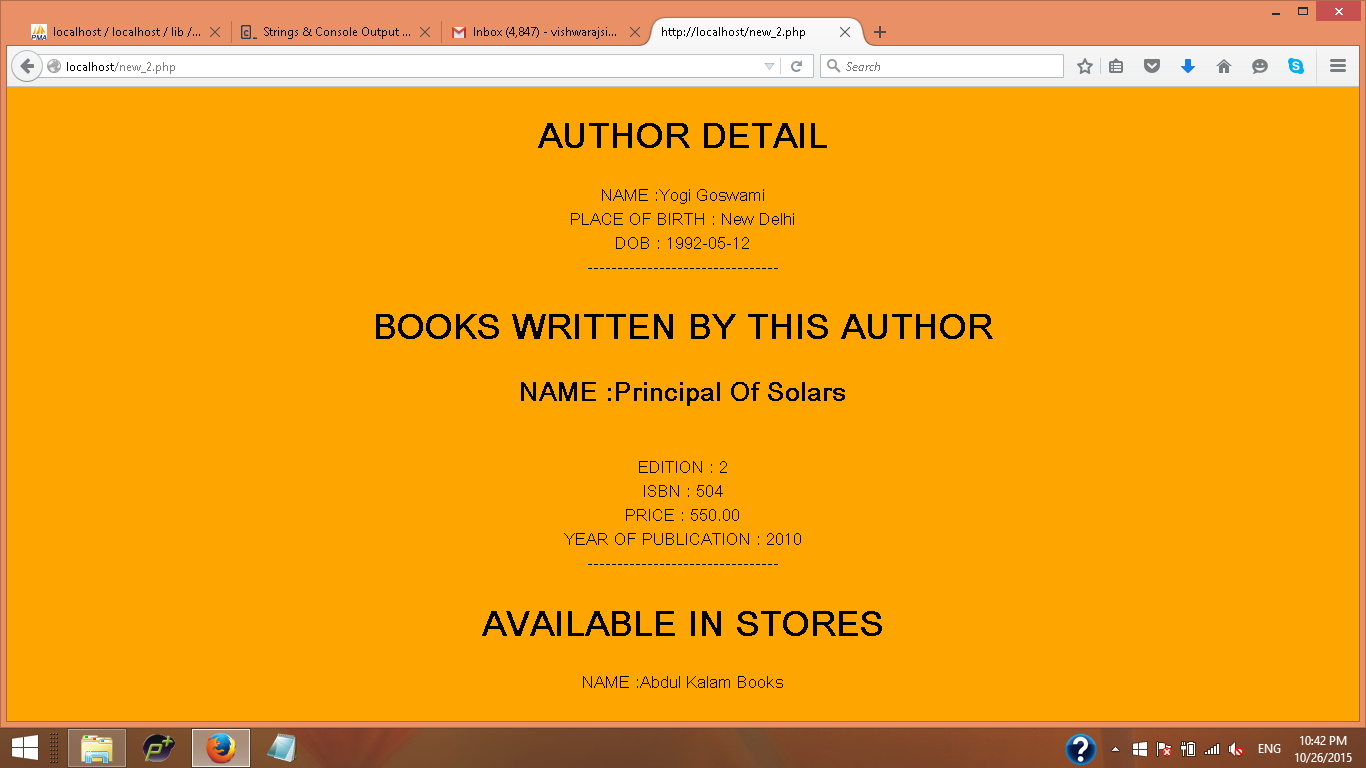 localhost / localhost / lib /...
Strings & Console Output ...
Inbox (4,847) - vishwarajsi...
http://localhost/new_2.php
localhost/new_2.php
Search
AUTHOR DETAIL
NAME :Yogi Goswami
PLACE OF BIRTH : New Delhi
DOB : 1992-05-12
--------------------------------
BOOKS WRITTEN BY THIS AUTHOR
NAME :Principal Of Solars
EDITION : 2
ISBN : 504
PRICE : 550.00
YEAR OF PUBLICATION : 2010
--------------------------------
AVAILABLE IN STORES
NAME :Abdul Kalam Books
ENG
10:42 PM
10/26/2015